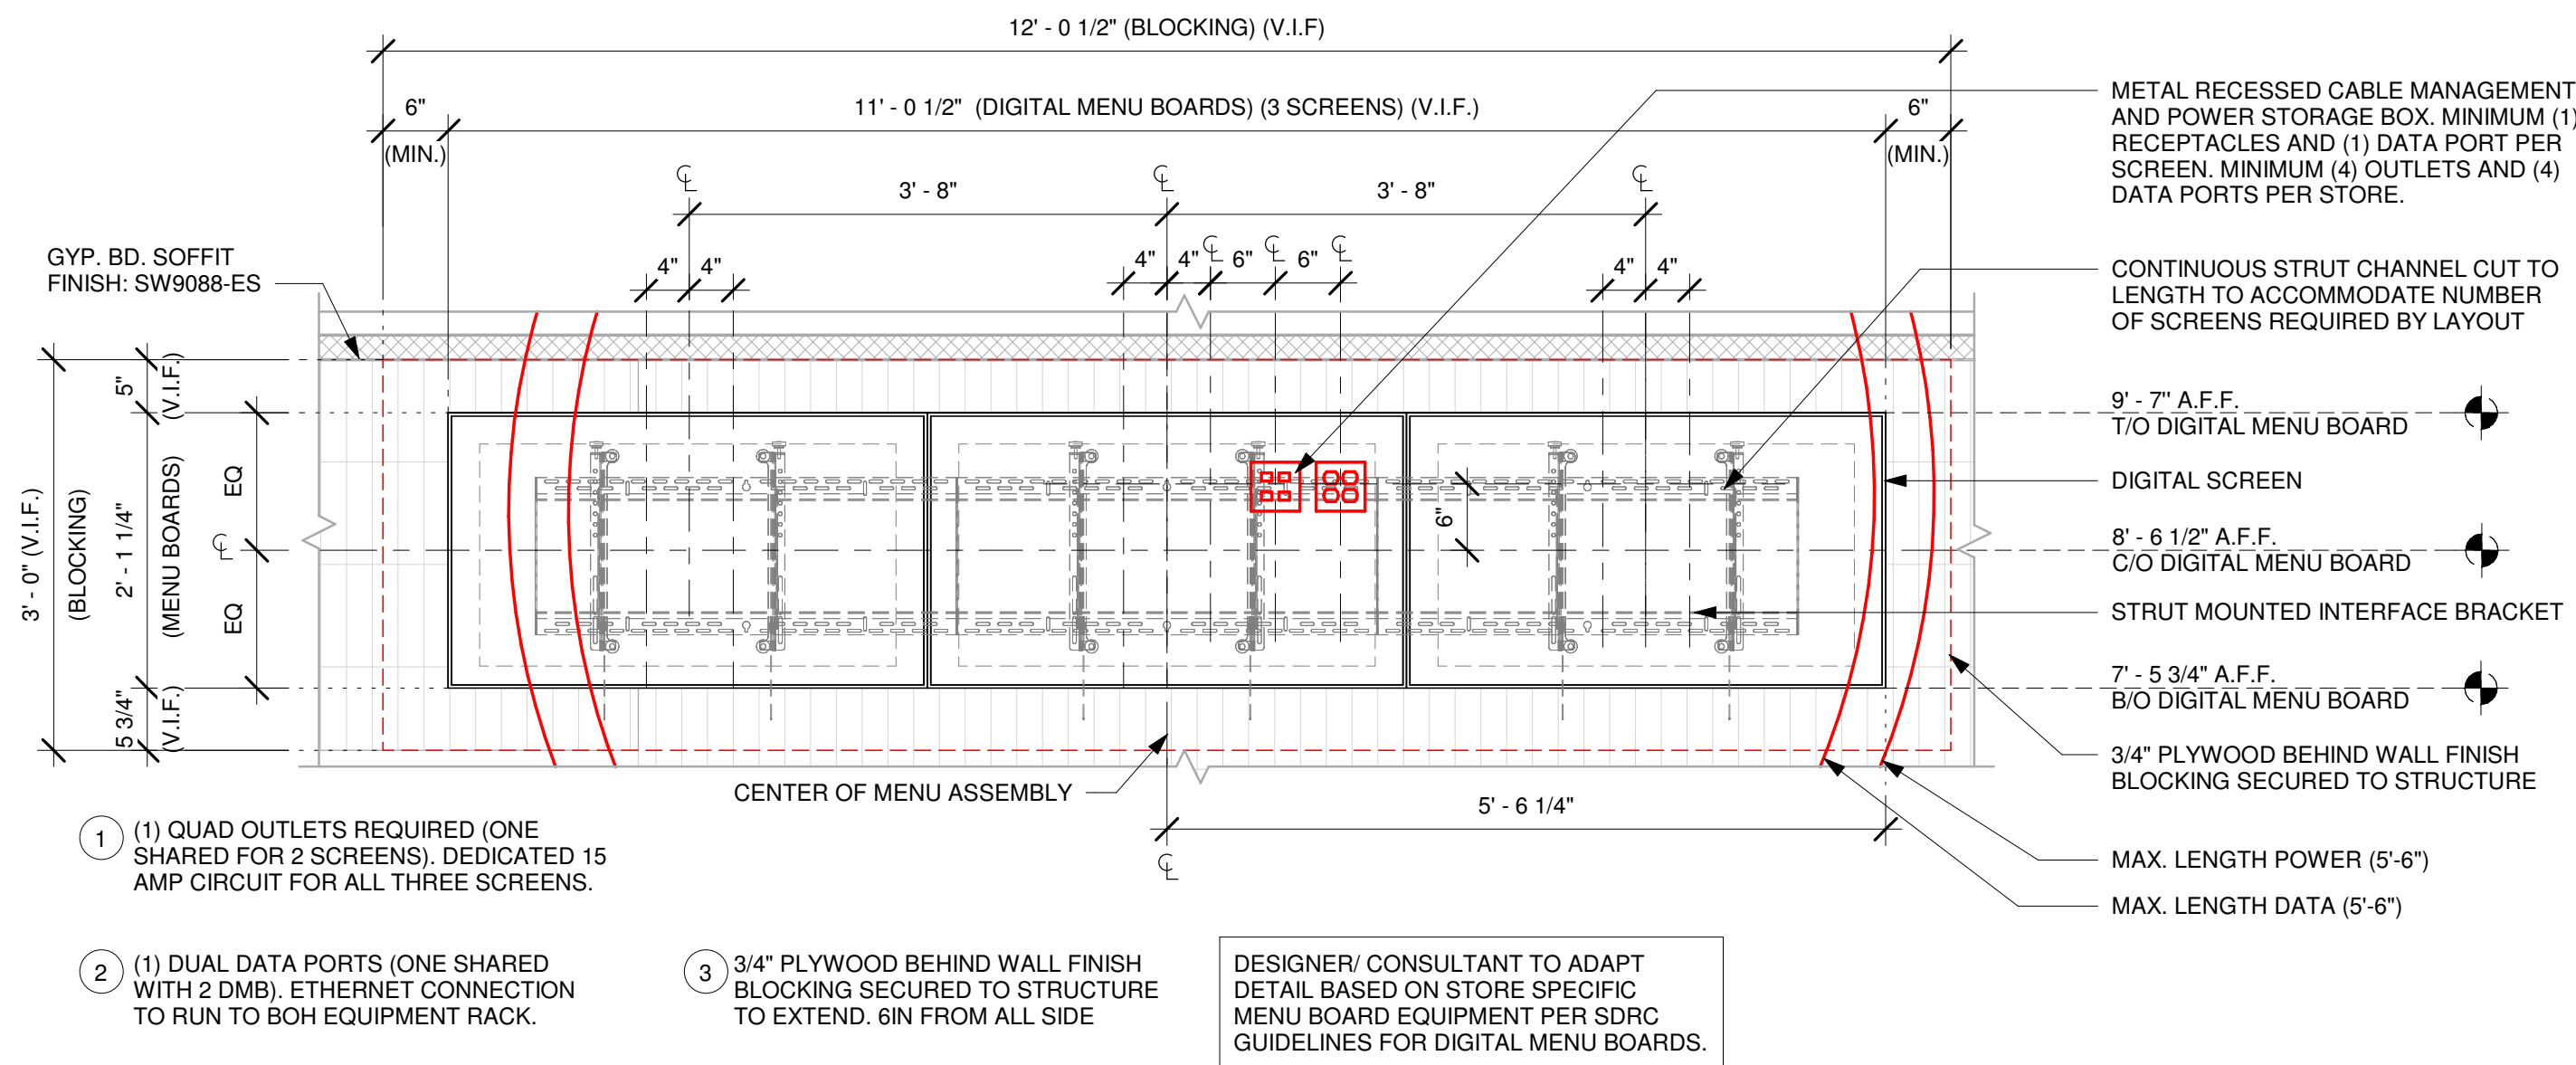 12' - 0 1/2" (BLOCKING) (V.I.F)
11' - 0 1/2" (DIGITAL MENU BOARDS) (3 SCREENS) (V.I.F.)
6"
(MIN.)
6"
(MIN.)
3' - 8"
3' - 8"
4" 4"
4" 4" 6" 6"
4" 4"
GYP. BD. SOFFIT
FINISH: SW9088-ES
3' - 0" (V.I.F.)
(BLOCKING)
5"
(V.I.F.)
2' - 1 1/4"
(MENU BOARDS)
5 3/4"
(V.I.F.)
EQ
EQ
6"
METAL RECESSED CABLE MANAGEMENT
AND POWER STORAGE BOX. MINIMUM (1)
RECEPTACLES AND (1) DATA PORT PER
SCREEN. MINIMUM (4) OUTLETS AND (4)
DATA PORTS PER STORE.
CONTINUOUS STRUT CHANNEL CUT TO
LENGTH TO ACCOMMODATE NUMBER
OF SCREENS REQUIRED BY LAYOUT
9' - 7" A.F.F.
T/O DIGITAL MENU BOARD
DIGITAL SCREEN
8' - 6 1/2" A.F.F.
C/O DIGITAL MENU BOARD
STRUT MOUNTED INTERFACE BRACKET
7' - 5 3/4" A.F.F.
B/O DIGITAL MENU BOARD
3/4" PLYWOOD BEHIND WALL FINISH
BLOCKING SECURED TO STRUCTURE
MAX. LENGTH POWER (5'-6")
MAX. LENGTH DATA (5'-6")
CENTER OF MENU ASSEMBLY
5' - 6 1/4"
1 (1) QUAD OUTLETS REQUIRED (ONE
SHARED FOR 2 SCREENS). DEDICATED 15
AMP CIRCUIT FOR ALL THREE SCREENS.
2 (1) DUAL DATA PORTS (ONE SHARED
WITH 2 DMB). ETHERNET CONNECTION
TO RUN TO BOH EQUIPMENT RACK.
3 3/4" PLYWOOD BEHIND WALL FINISH
BLOCKING SECURED TO STRUCTURE
TO EXTEND. 6IN FROM ALL SIDE
DESIGNER/ CONSULTANT TO ADAPT
DETAIL BASED ON STORE SPECIFIC
MENU BOARD EQUIPMENT PER SDRC
GUIDELINES FOR DIGITAL MENU BOARDS.